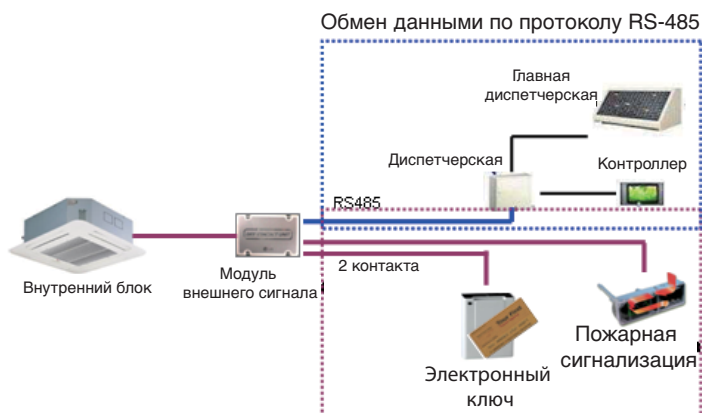 Обмен данными по протоколу RS-485
Главная
диспетчерская
Диспетчерская
Контроллер
RS485
2 контакта
Внутренний блок
Модуль
внешнего сигнала
Пожарная
сигнализация
Электронный
ключ